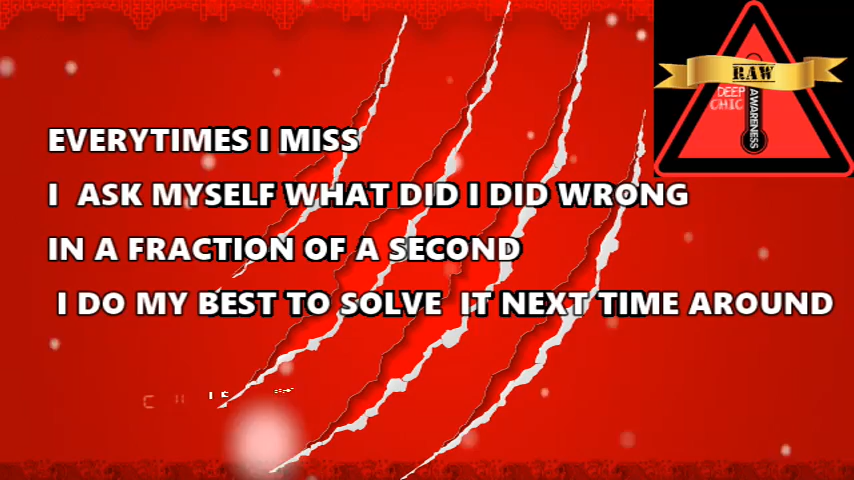 RAW
DEEP
CHIC
AWARENESS
EVERYTIMES I MISS
I ASK MYSELF WHAT DID I DID WRONG
IN A FRACTION OF A SECOND
I DO MY BEST TO SOLVE IT NEXT TIME AROUND